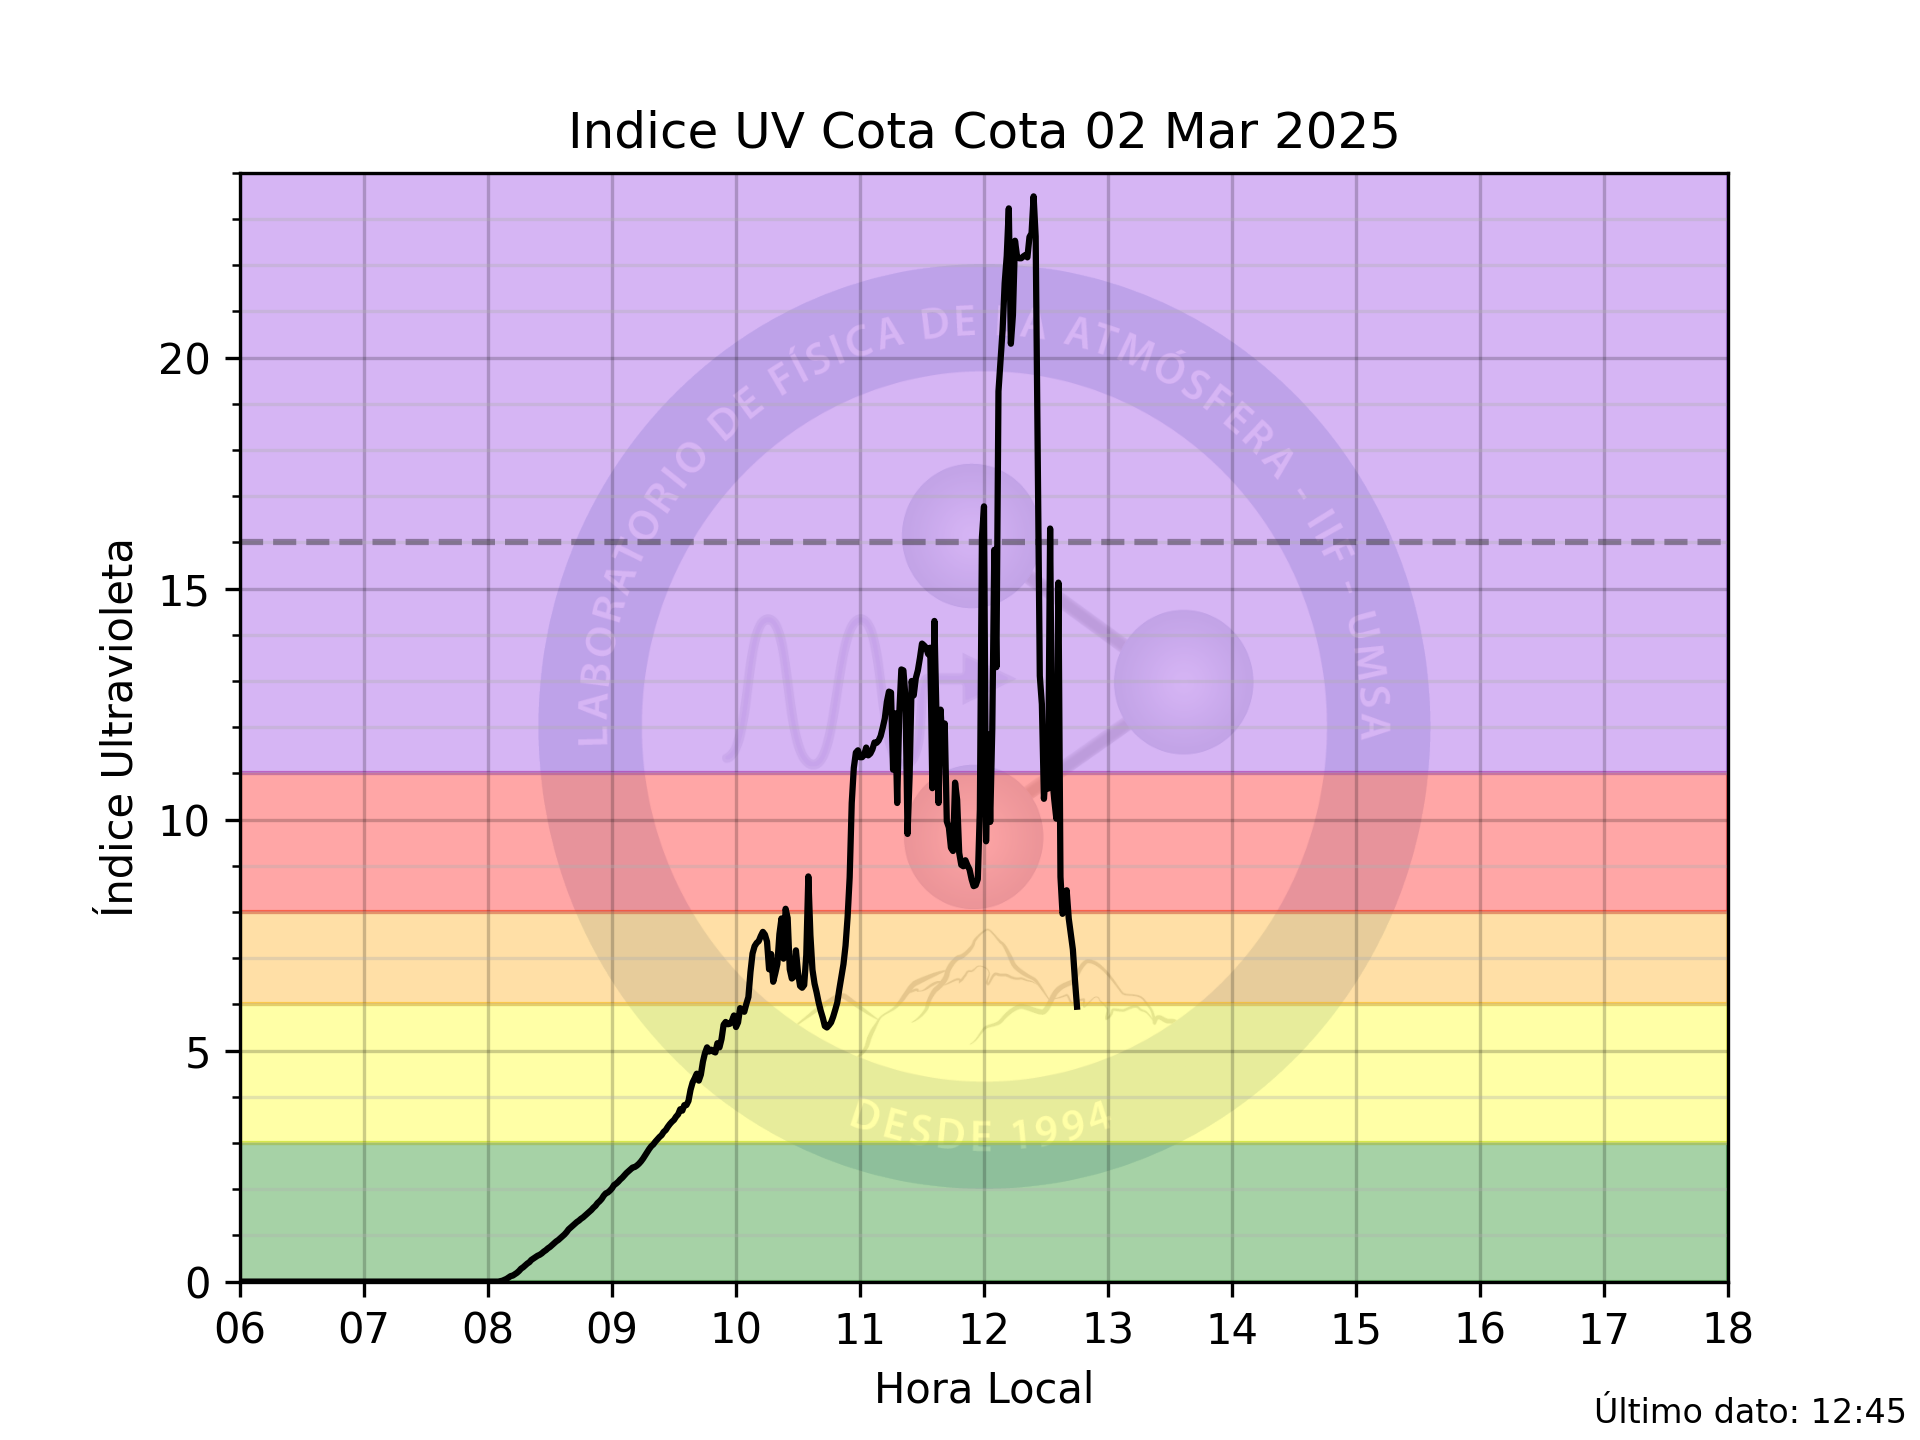 Indice UV Cota Cota 02 Mar 2025
Índice Ultravioleta
20
15
10
5
0
LABORATORIO DE FÍSICA DE LA ATMÓSFERA - IIF - UMSA
DESDE 1994
06 07 08 09 10 11 12 13 14 15 16 17 18
Hora Local
Último dato: 12:45